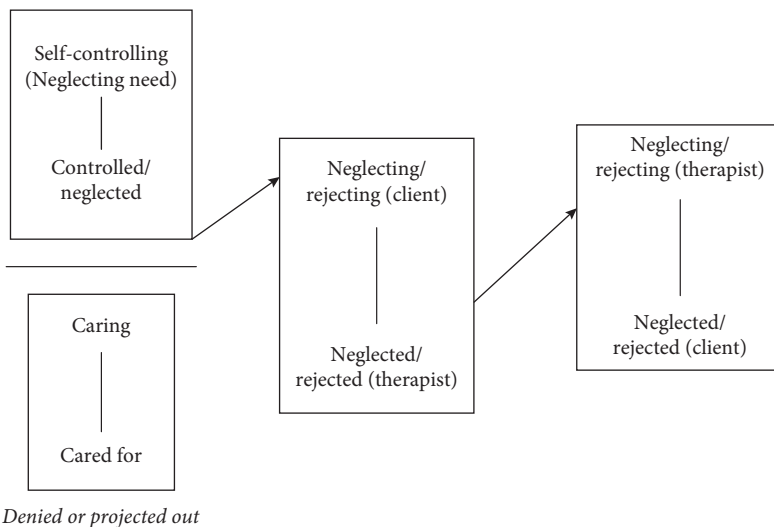 Self-controlling
(Neglecting need)
Controlled/
neglected
Caring
Cared for
Denied or projected out
Neglecting/
rejecting (client)
Neglected/
rejected (therapist)
Neglecting/
rejecting (therapist)
Neglected/
rejected (client)